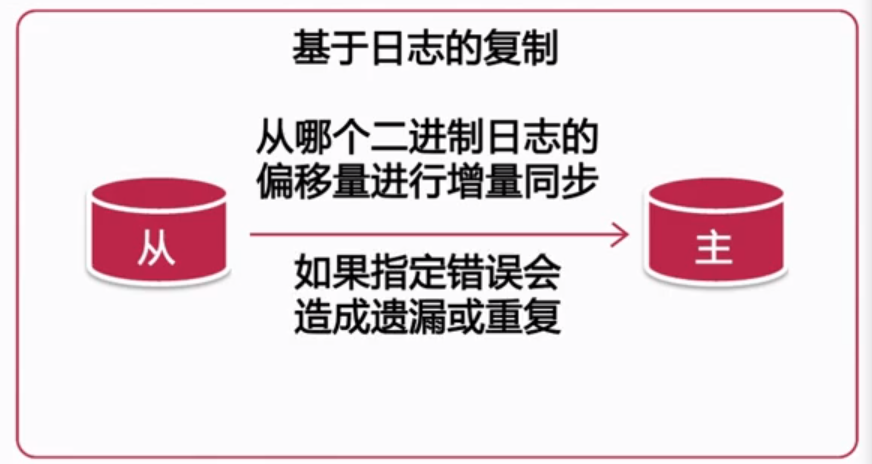 基于日志的复制
从哪个二进制日志的
偏移量进行增量同步
从
主
如果指定错误会
造成遗漏或重复